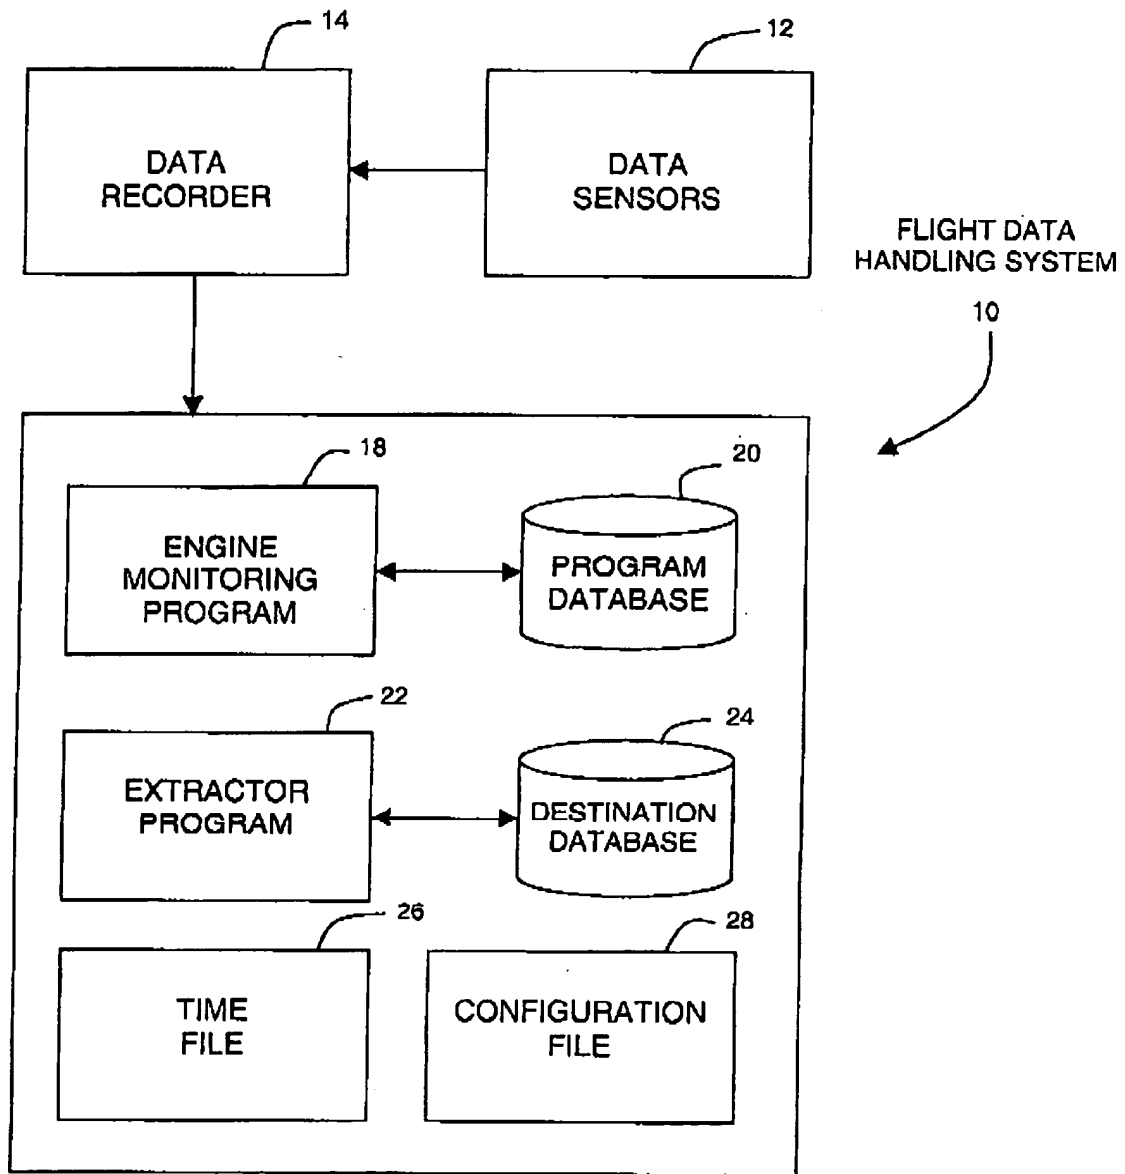 14
12
DATA
RECORDER
DATA
SENSORS
FLIGHT DATA
HANDLING SYSTEM
10
18
20
ENGINE
MONITORING
PROGRAM
PROGRAM
DATABASE
22
24
EXTRACTOR
PROGRAM
DESTINATION
DATABASE
26
28
TIME
FILE
CONFIGURATION
FILE